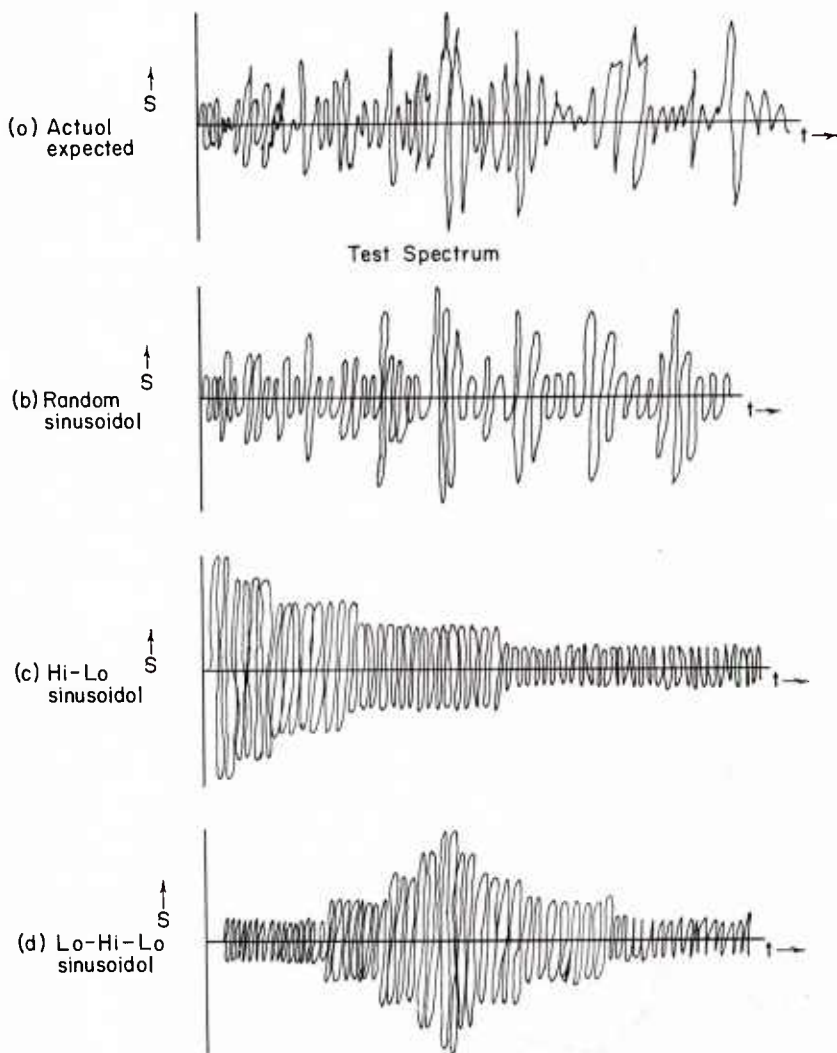 S
(o) Actuol
expected
t
Test Spectrum
S
(b) Random
sinusoidol
t
S
(c) Hi-Lo
sinusoidol
t
S
(d) Lo-Hi-Lo
sinusoidol
t